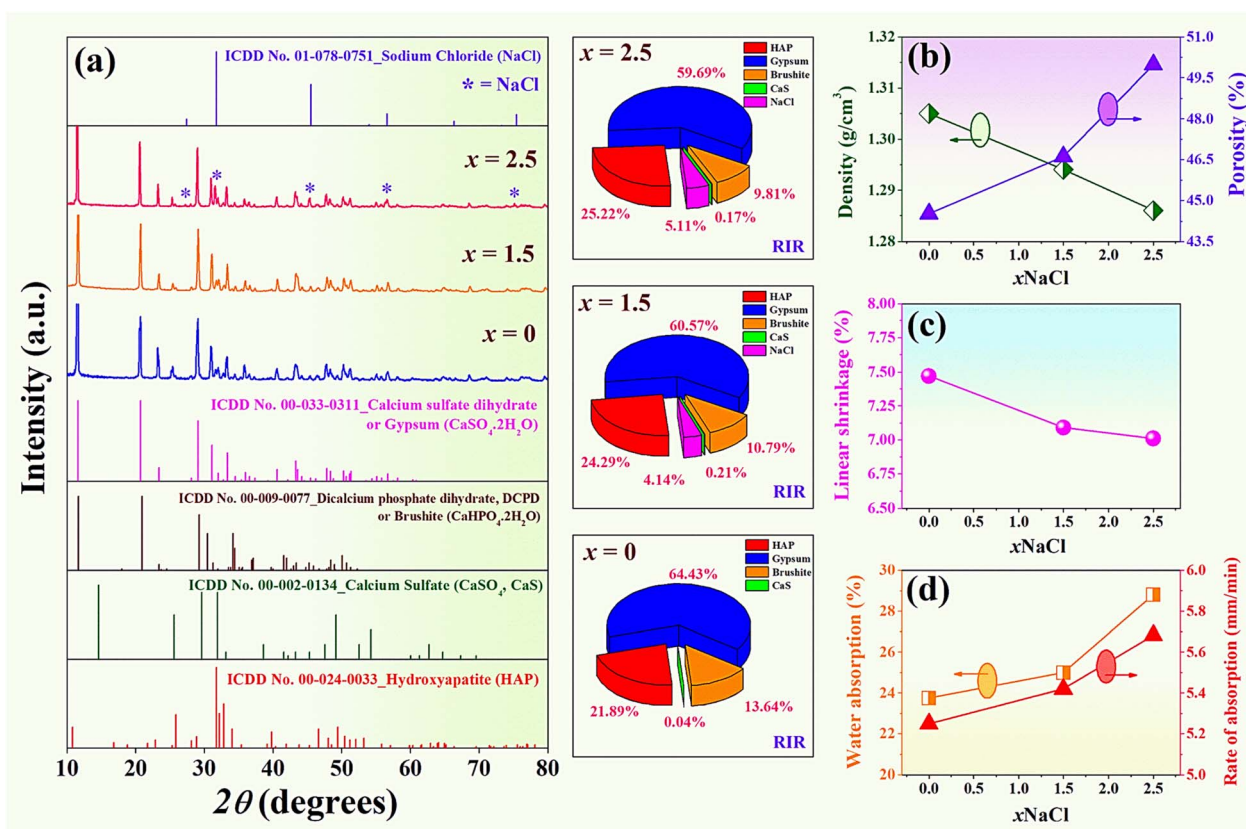 (a)
ICDD No. 01-078-0751_Sodium Chloride (NaCl)
* = NaCl
x = 2.5
* * * * *
x = 1.5
x = 0
ICDD No. 00-033-0311_Calcium sulfate dihydrate
or Gypsum (CaSO4.2H2O)
ICDD No. 00-009-0077_Dicalcium phosphate dihydrate, DCPD
or Brushite (CaHPO4.2H2O)
ICDD No. 00-002-0134_Calcium Sulfate (CaSO4, CaS)
ICDD No. 00-024-0033_Hydroxyapatite (HAP)
Intensity (a.u.)
10 20 30 40 50 60 70 80
2θ (degrees)
x = 2.5
HAP
Gypsum
Brushite
CaS
NaCl
59.69%
9.81%
0.17%
5.11%
25.22%
RIR
x = 1.5
HAP
Gypsum
Brushite
CaS
NaCl
60.57%
10.79%
0.21%
4.14%
24.29%
RIR
x = 0
HAP
Gypsum
Brushite
CaS
64.43%
13.64%
0.04%
21.89%
RIR
(b)
Density (g/cm3)
1.32
1.31
1.30
1.29
1.28
Porosity (%)
51.0
49.5
48.0
46.5
45.0
43.5
0.0 0.5 1.0 1.5 2.0 2.5
xNaCl
(c)
Linear shrinkage (%)
8.00
7.75
7.50
7.25
7.00
6.75
6.50
0.0 0.5 1.0 1.5 2.0 2.5
xNaCl
(d)
Water absorption (%)
30
28
26
24
22
20
Rate of absorption (mm/min)
6.0
5.8
5.6
5.4
5.2
5.0
0.0 0.5 1.0 1.5 2.0 2.5
xNaCl